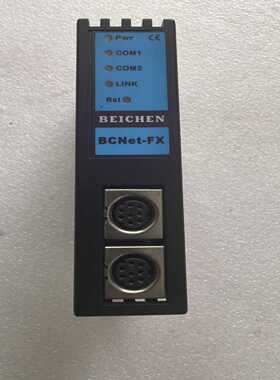 Pwr CE
COM1
COM2
LINK
Rst
BEICHEN
BCNet-FX